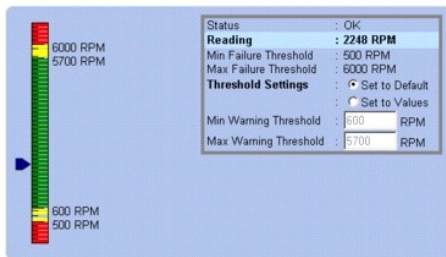 6000 RPM
5700 RPM
600 RPM
500 RPM
Status : OK
Reading : 2248 RPM
Min Failure Threshold : 500 RPM
Max Failure Threshold : 6000 RPM
Threshold Settings : Set to Default
: Set to Values
Min Warning Threshold : 600 RPM
Max Warning Threshold : 5700 RPM